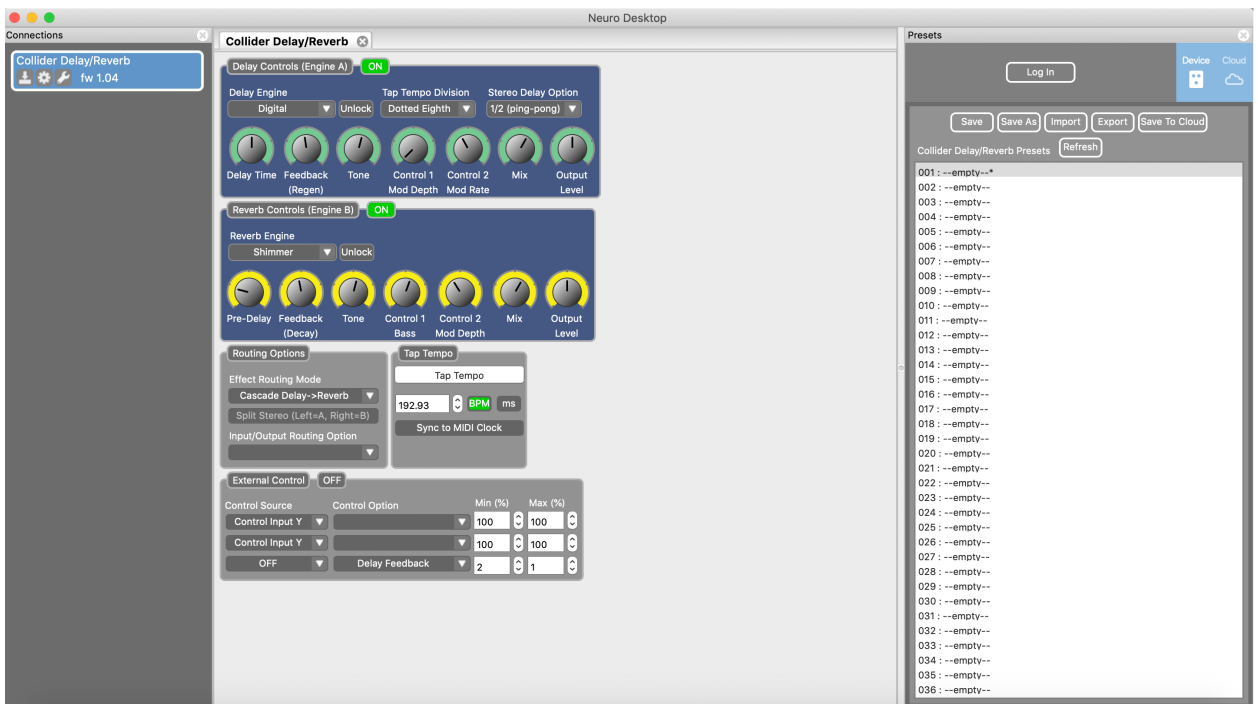 Neuro Desktop
Connections
Collider Delay/Reverb
fw 1.04
Collider Delay/Reverb
Delay Controls (Engine A) ON
Delay Engine Tap Tempo Division Stereo Delay Option
Digital Unlock Dotted Eighth 1/2 (ping-pong)
Delay Time Feedback Tone Control 1 Control 2 Mix Output
(Regen) Mod Depth Mod Rate Level
Reverb Controls (Engine B) ON
Reverb Engine
Shimmer Unlock
Pre-Delay Feedback Tone Control 1 Control 2 Mix Output
(Decay) Bass Mod Depth Level
Routing Options
Effect Routing Mode
Cascade Delay->Reverb
Split Stereo (Left=A, Right=B)
Input/Output Routing Option
Tap Tempo
Tap Tempo
192.93 BPM ms
Sync to MIDI Clock
External Control OFF
Control Source Control Option Min (%) Max (%)
Control Input Y 100 100
Control Input Y 100 100
OFF Delay Feedback 2 1
Presets
Log In
Device Cloud
Save Save As Import Export Save To Cloud
Collider Delay/Reverb Presets Refresh
001 : --empty--*
002 : --empty--
003 : --empty--
004 : --empty--
005 : --empty--
006 : --empty--
007 : --empty--
008 : --empty--
009 : --empty--
010 : --empty--
011 : --empty--
012 : --empty--
013 : --empty--
014 : --empty--
015 : --empty--
016 : --empty--
017 : --empty--
018 : --empty--
019 : --empty--
020 : --empty--
021 : --empty--
022 : --empty--
023 : --empty--
024 : --empty--
025 : --empty--
026 : --empty--
027 : --empty--
028 : --empty--
029 : --empty--
030 : --empty--
031 : --empty--
032 : --empty--
033 : --empty--
034 : --empty--
035 : --empty--
036 : --empty--